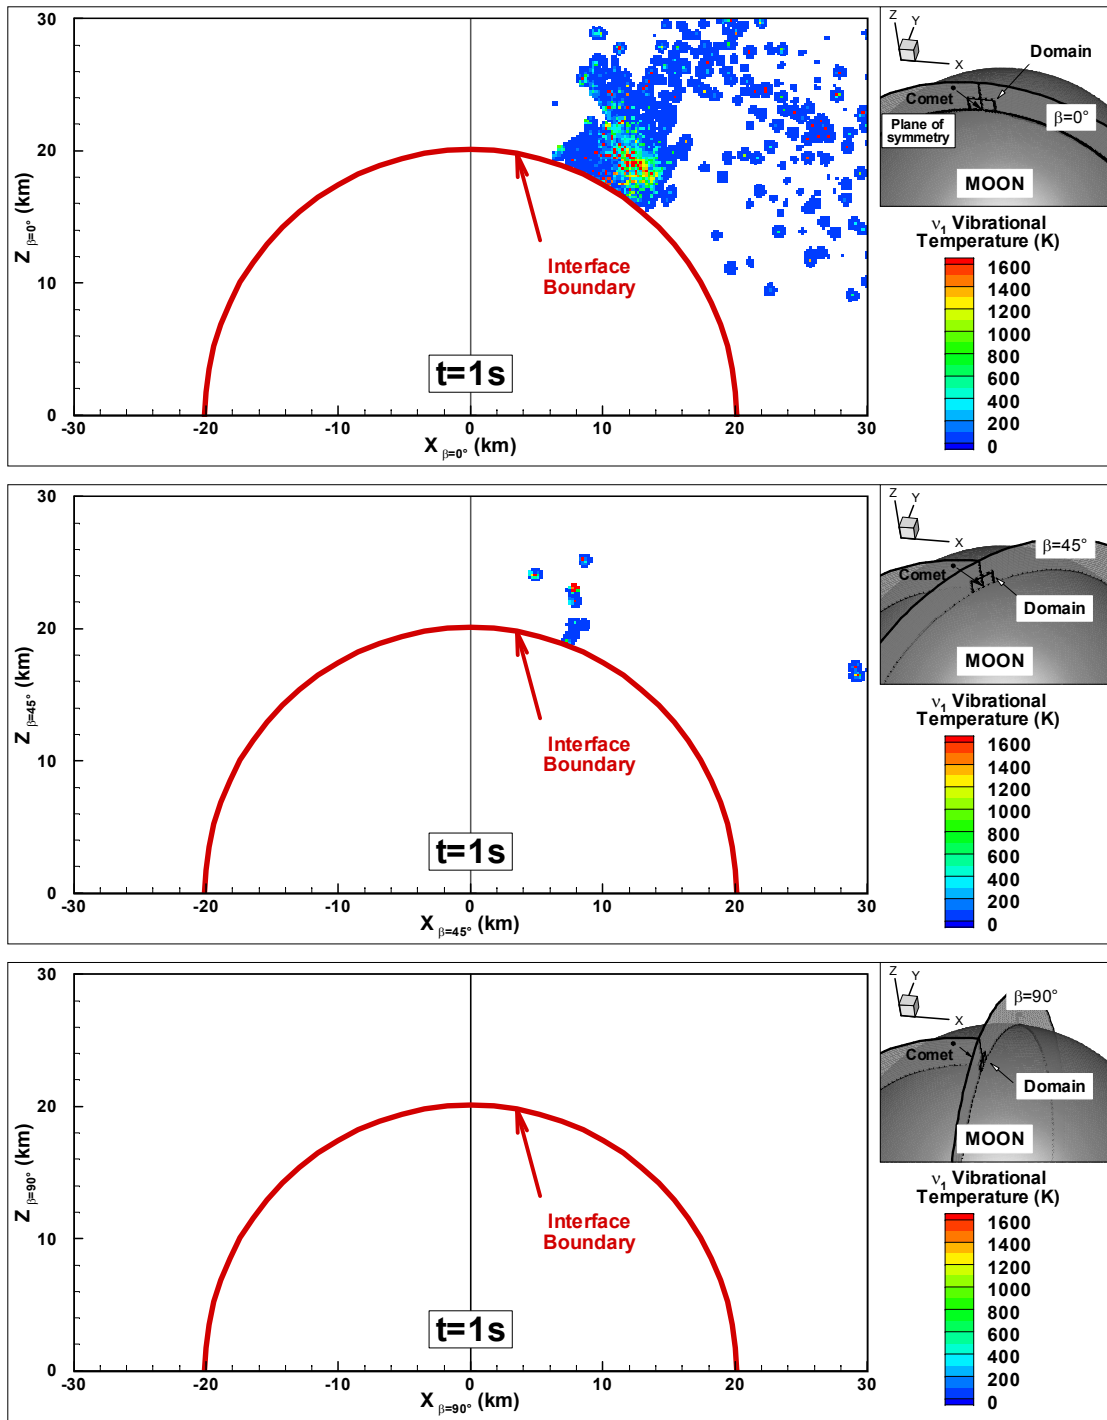 30
20
10
0
Z β=0° (km)
-30 -20 -10 0 10 20 30
X β=0° (km)
Interface
Boundary
t=1s
Z
Y
X
Domain
Comet
β=0°
Plane of
symmetry
MOON
ν1 Vibrational
Temperature (K)
1600
1400
1200
1000
800
600
400
200
0
30
20
10
0
Z β=45° (km)
-30 -20 -10 0 10 20 30
X β=45° (km)
Interface
Boundary
t=1s
Z
Y
X
β=45°
Comet
Domain
MOON
ν1 Vibrational
Temperature (K)
1600
1400
1200
1000
800
600
400
200
0
30
20
10
0
Z β=90° (km)
-30 -20 -10 0 10 20 30
X β=90° (km)
Interface
Boundary
t=1s
Z
Y
X
β=90°
Comet
Domain
MOON
ν1 Vibrational
Temperature (K)
1600
1400
1200
1000
800
600
400
200
0